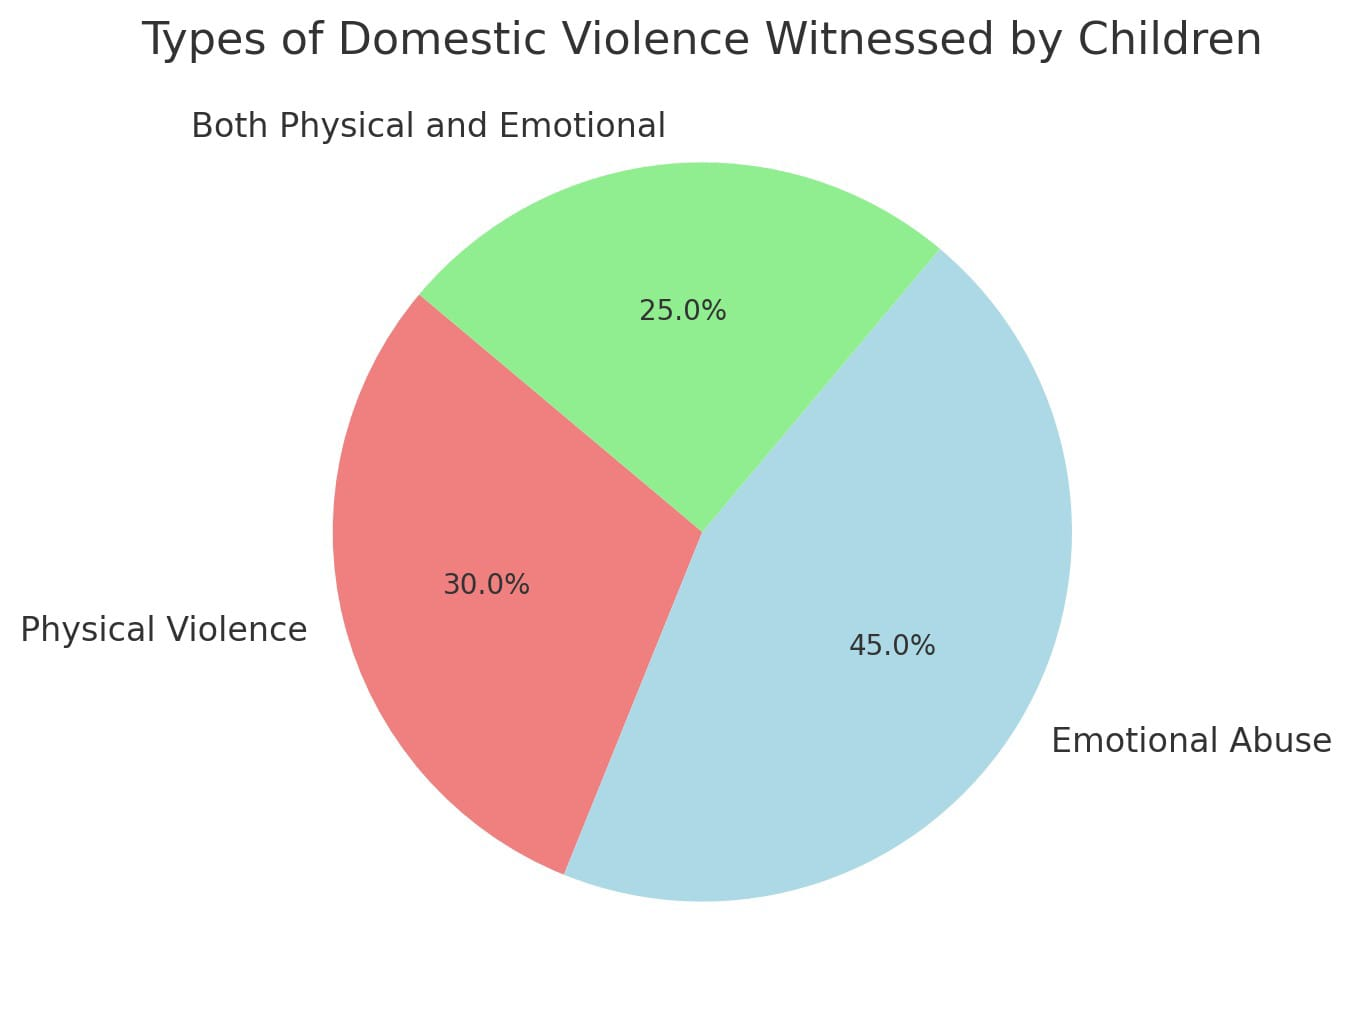 Types of Domestic Violence Witnessed by Children
Both Physical and Emotional
25.0%
30.0%
Physical Violence
45.0%
Emotional Abuse